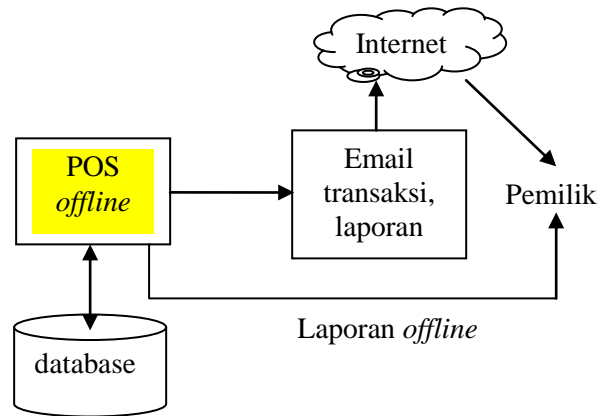 Internet
POS
offline
Email
transaksi,
laporan
Pemilik
Laporan offline
database